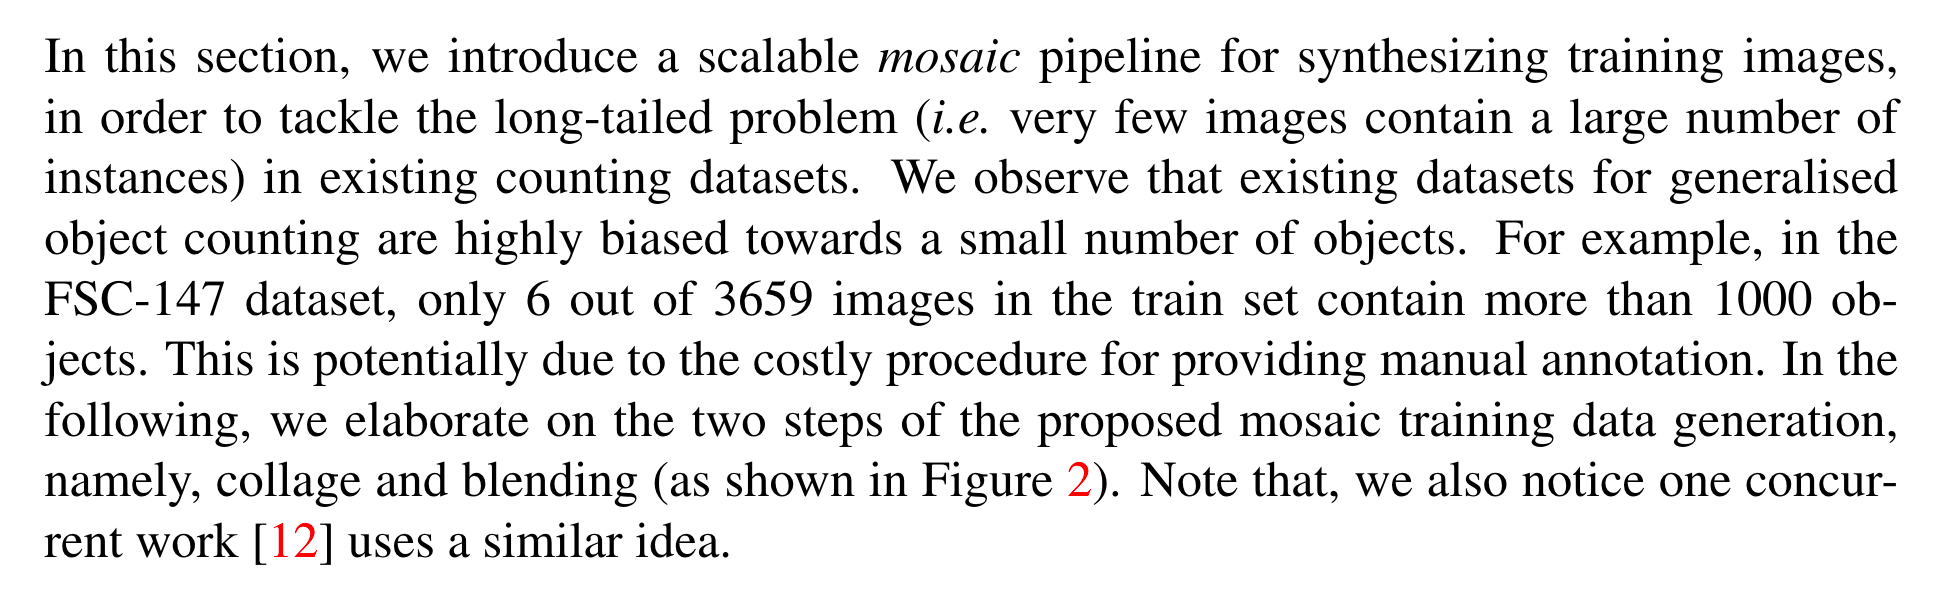 In this section, we introduce a scalable mosaic pipeline for synthesizing training images,
in order to tackle the long-tailed problem (i.e. very few images contain a large number of
instances) in existing counting datasets. We observe that existing datasets for generalised
object counting are highly biased towards a small number of objects. For example, in the
FSC-147 dataset, only 6 out of 3659 images in the train set contain more than 1000 ob-
jects. This is potentially due to the costly procedure for providing manual annotation. In the
following, we elaborate on the two steps of the proposed mosaic training data generation,
namely, collage and blending (as shown in Figure 2). Note that, we also notice one concur-
rent work [12] uses a similar idea.